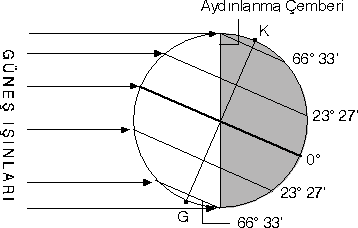 Aydınlanma Çemberi
K
66° 33'
23° 27'
0°
23° 27'
66° 33'
G
GÜNEŞ IŞINLARI